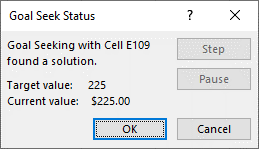 Goal Seek Status
? ×
Goal Seeking with Cell E109
found a solution.
Step
Pause
Target value: 225
Current value: $225.00
OK
Cancel